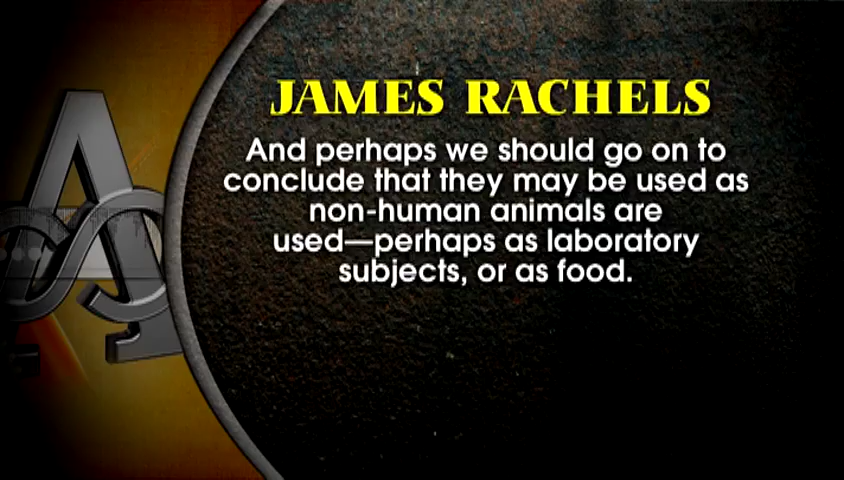 JAMES RACHELS
And perhaps we should go on to
conclude that they may be used as
non-human animals are
used—perhaps as laboratory
subjects, or as food.